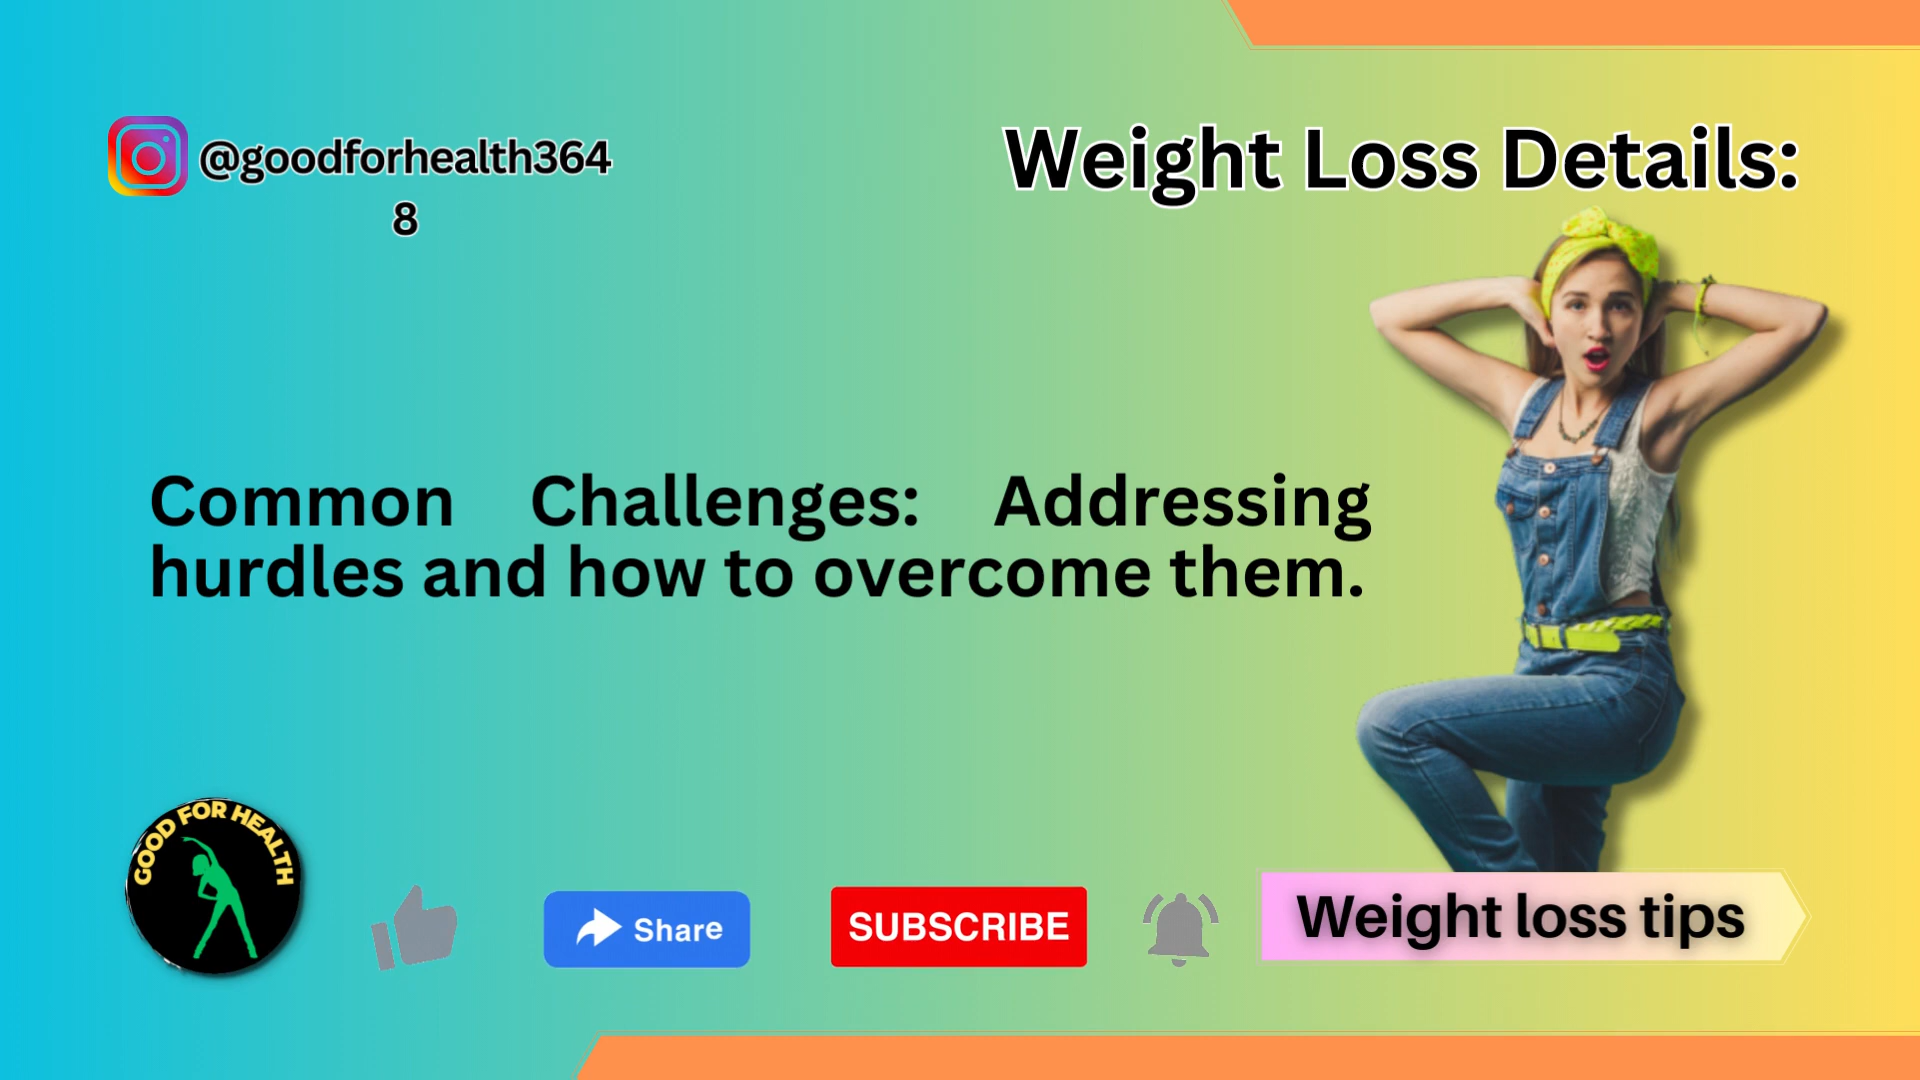 @goodforhealth364
8
Weight Loss Details:
Common Challenges: Addressing
hurdles and how to overcome them.
GOOD FOR HEALTH
Share
SUBSCRIBE
Weight loss tips